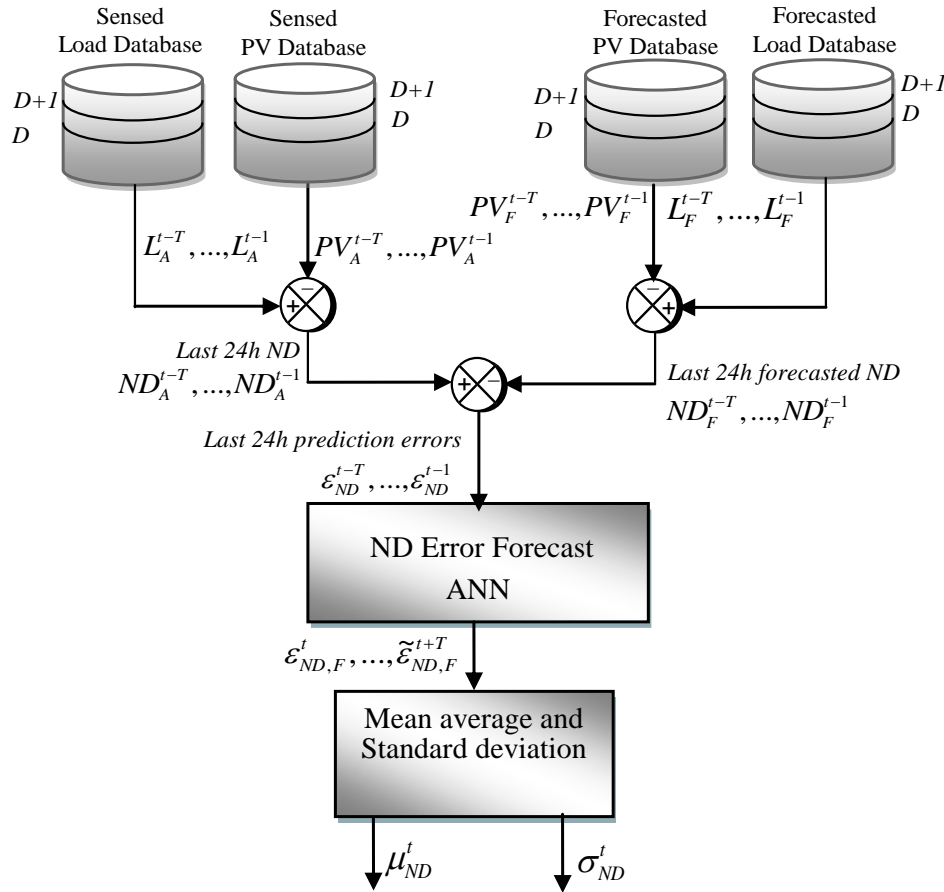 Sensed
Load Database
Sensed
PV Database
Forecasted
PV Database
Forecasted
Load Database
D+1
D
D+1
D
D+1
D
D+1
D
L_A^{t-T},...,L_A^{t-1}
PV_A^{t-T},...,PV_A^{t-1}
PV_F^{t-T},...,PV_F^{t-1}
L_F^{t-T},...,L_F^{t-1}
−
+
−
+
Last 24h ND
ND_A^{t-T},...,ND_A^{t-1}
+
−
Last 24h forecasted ND
ND_F^{t-T},...,ND_F^{t-1}
Last 24h prediction errors
ε_{ND}^{t-T},...,ε_{ND}^{t-1}
ND Error Forecast
ANN
ε_{ND,F}^{t},...,ε̃_{ND,F}^{t+T}
Mean average and
Standard deviation
μ_{ND}^{t}
σ_{ND}^{t}